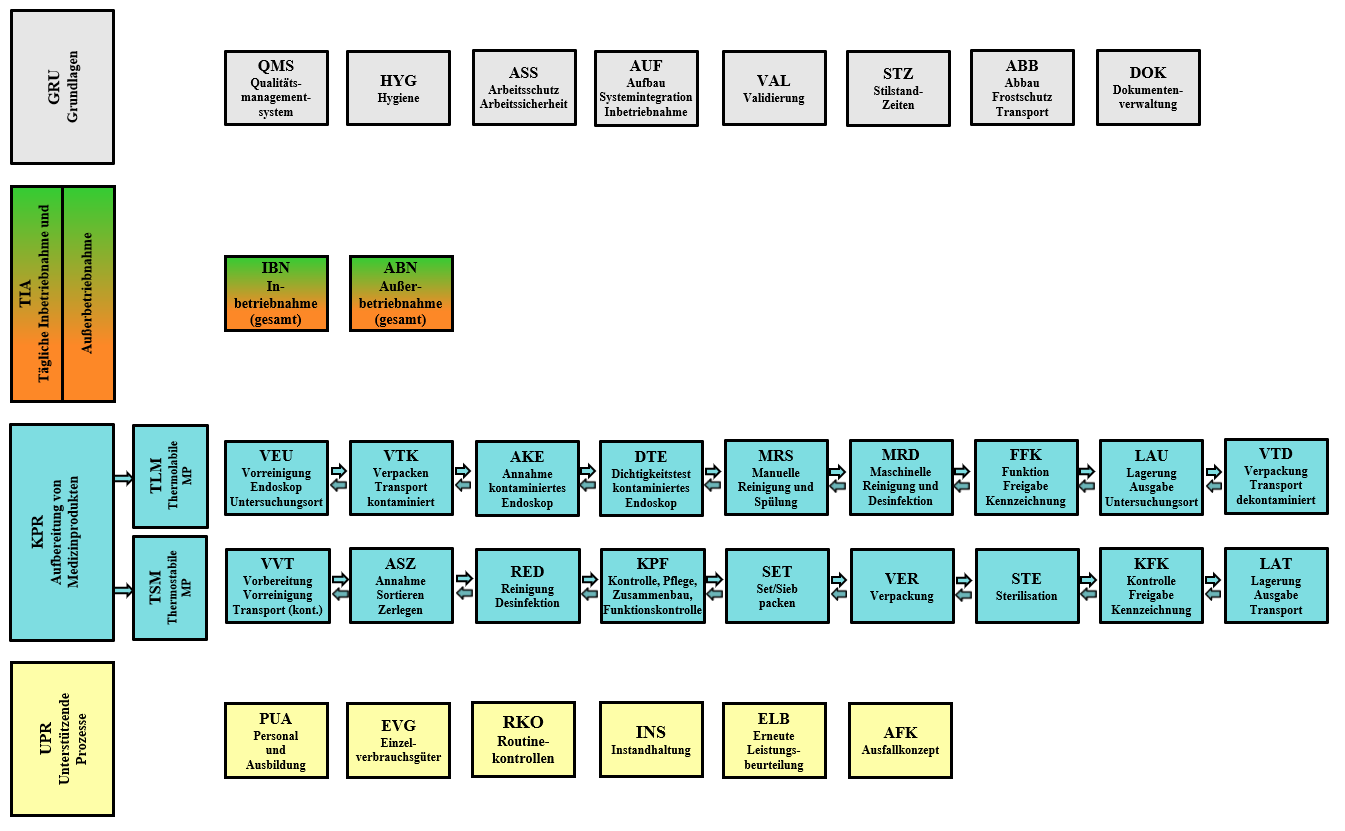 GRU
Grundlagen
QMS
Qualitäts-
management-
system
HYG
Hygiene
ASS
Arbeitsschutz
Arbeitssicherheit
AUF
Aufbau
Systemintegration
Inbetriebnahme
VAL
Validierung
STZ
Stilstand-
Zeiten
ABB
Abbau
Frostschutz
Transport
DOK
Dokumenten-
verwaltung
TIA
Tägliche Inbetriebnahme und
Außerbetriebnahme
IBN
In-
betriebnahme
(gesamt)
ABN
Außer-
betriebnahme
(gesamt)
KPR
Aufbereitung von
Medizinprodukten
TLM
Thermolabile
MP
VEU
Vorreinigung
Endoskop
Untersuchungsort
VTK
Verpacken
Transport
kontaminiert
AKE
Annahme
kontaminiertes
Endoskop
DTE
Dichtigkeitstest
kontaminiertes
Endoskop
MRS
Manuelle
Reinigung und
Spülung
MRD
Maschinelle
Reinigung und
Desinfektion
FFK
Funktion
Freigabe
Kennzeichnung
LAU
Lagerung
Ausgabe
Untersuchungsort
VTD
Verpackung
Transport
dekontaminiert
TSM
Thermostabile
MP
VVT
Vorbereitung
Vorreinigung
Transport (kont.)
ASZ
Annahme
Sortieren
Zerlegen
RED
Reinigung
Desinfektion
KPF
Kontrolle, Pflege,
Zusammenbau,
Funktionskontrolle
SET
Set/Sieb
packen
VER
Verpackung
STE
Sterilisation
KFK
Kontrolle
Freigabe
Kennzeichnung
LAT
Lagerung
Ausgabe
Transport
UPR
Unterstützende
Prozesse
PUA
Personal
und
Ausbildung
EVG
Einzel-
verbrauchsgüter
RKO
Routine-
kontrollen
INS
Instandhaltung
ELB
Erneute
Leistungs-
beurteilung
AFK
Ausfallkonzept